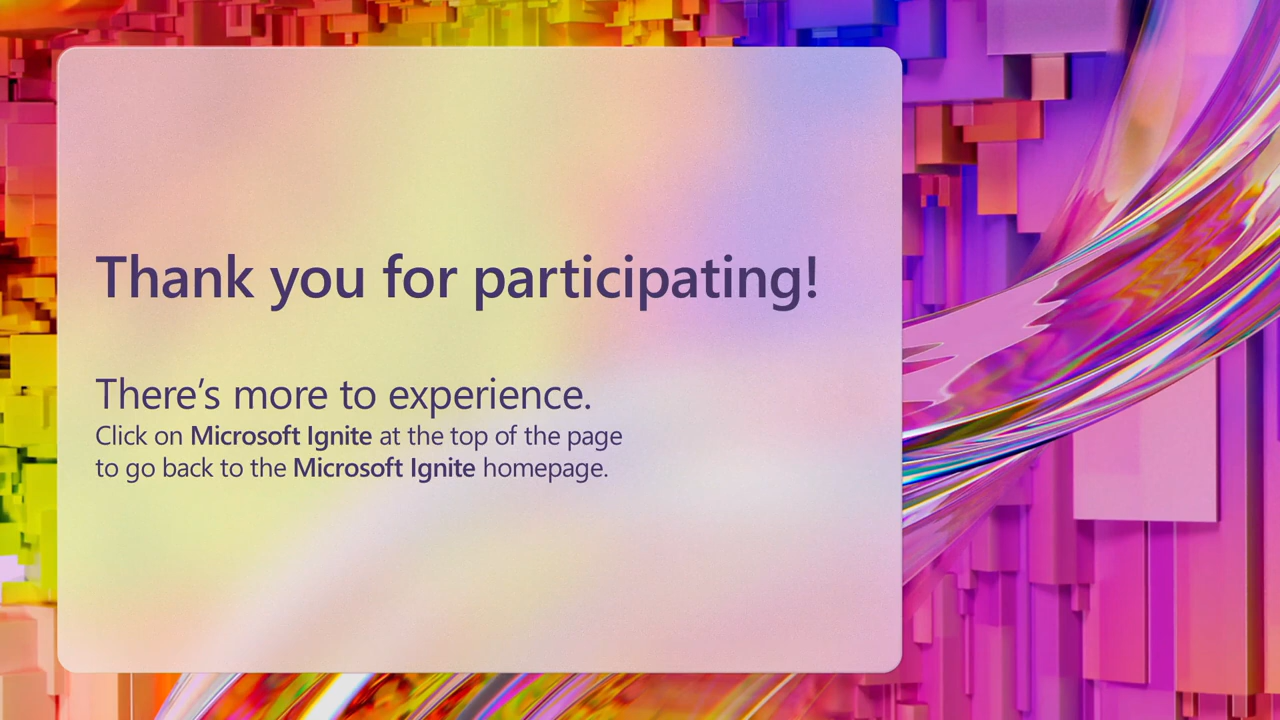 Thank you for participating!
There’s more to experience.
Click on Microsoft Ignite at the top of the page
to go back to the Microsoft Ignite homepage.